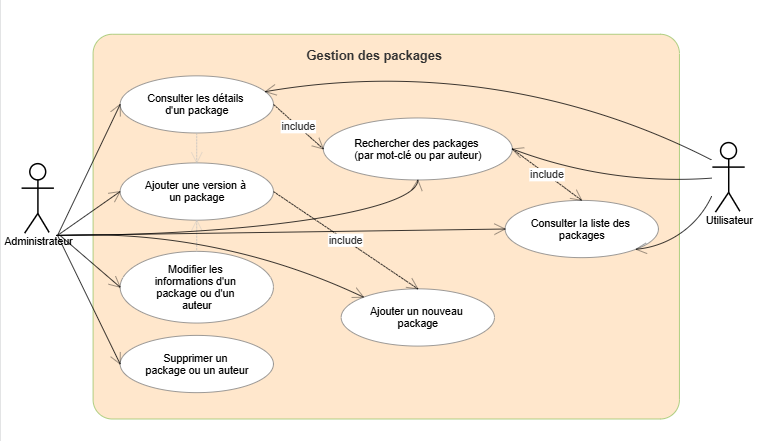 Gestion des packages
Consulter les détails
d'un package
include
Rechercher des packages
(par mot-clé ou par auteur)
include
Ajouter une version à
un package
Administrateur
Utilisateur
Consulter la liste des
packages
include
Modifier les
informations d'un
package ou d'un
auteur
Ajouter un nouveau
package
Supprimer un
package ou un auteur